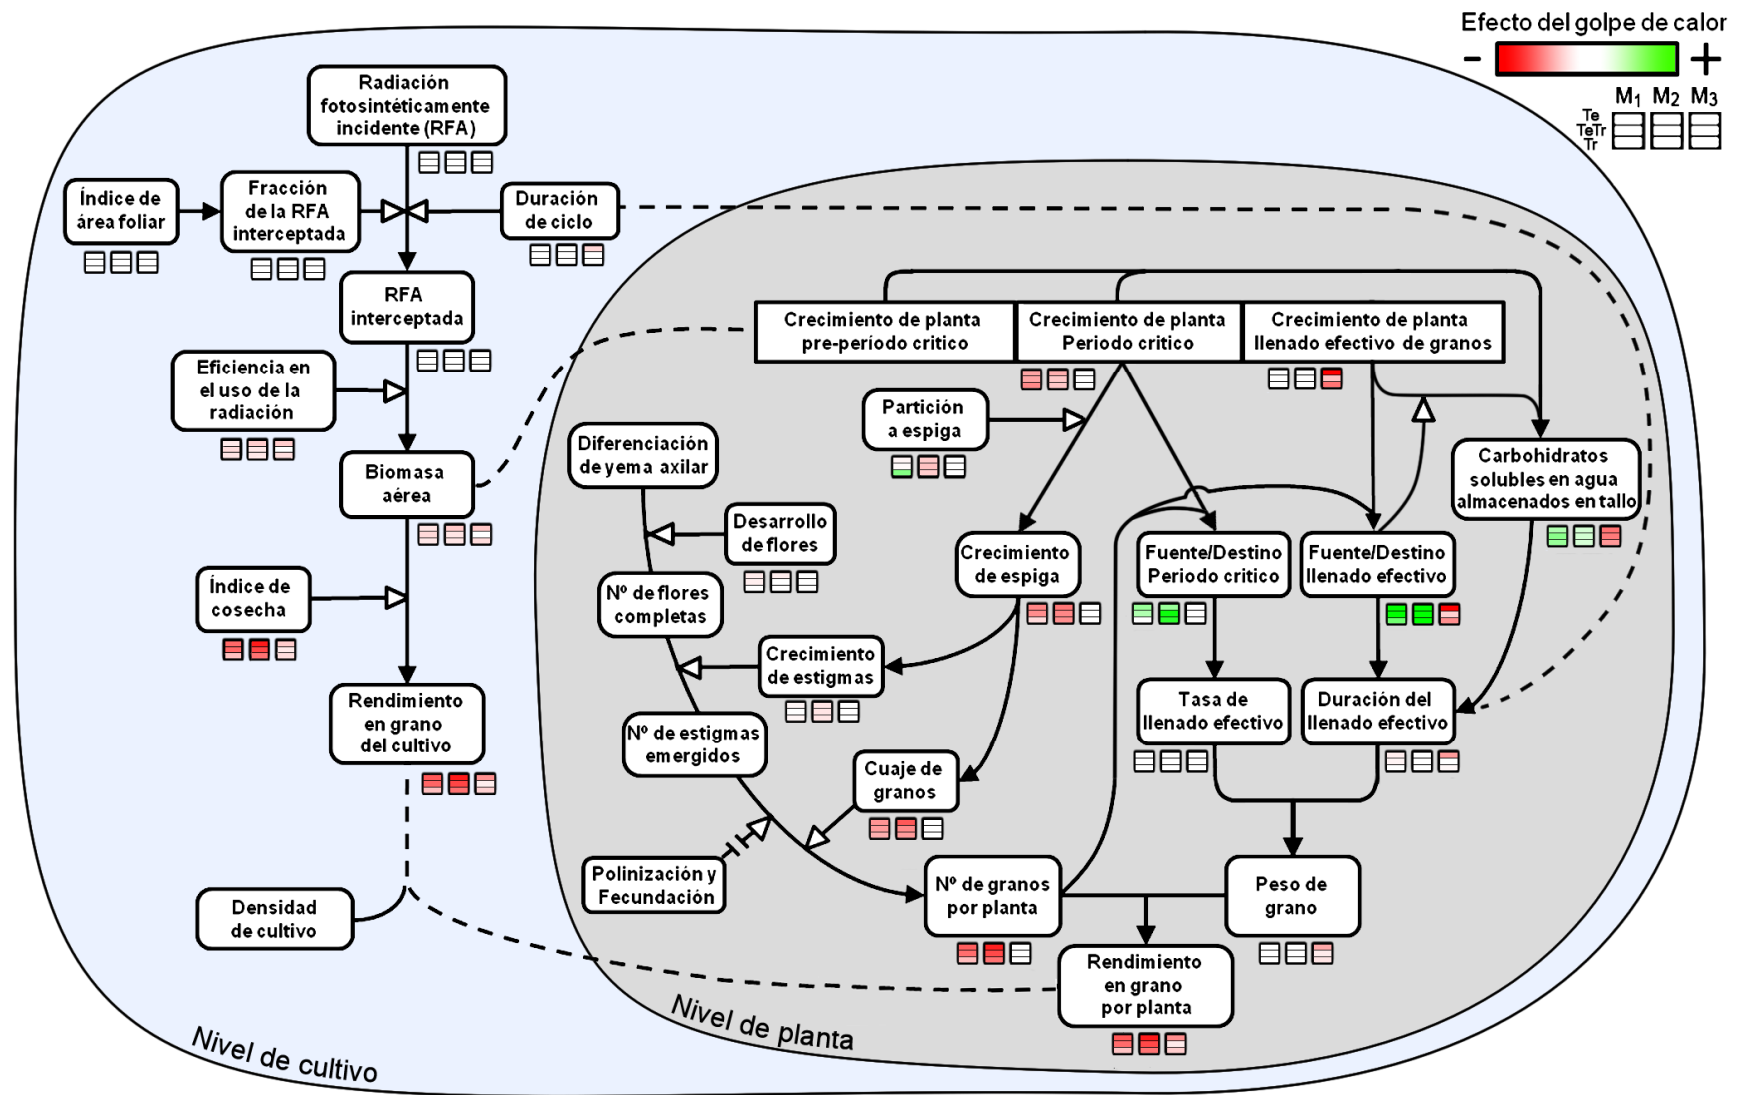 Efecto del golpe de calor
- +
M1 M2 M3
Te
TeTr
Tr
Radiación
fotosintéticamente
incidente (RFA)
Índice de
área foliar
Fracción
de la RFA
interceptada
Duración
de ciclo
RFA
interceptada
Eficiencia en
el uso de la
radiación
Biomasa
aérea
Índice de
cosecha
Rendimiento
en grano
del cultivo
Densidad
de cultivo
Nivel de cultivo
Crecimiento de planta
pre-período critico
Crecimiento de planta
Periodo critico
Crecimiento de planta
llenado efectivo de granos
Partición
a espiga
Diferenciación
de yema axilar
Desarrollo
de flores
Nº de flores
completas
Crecimiento
de espiga
Fuente/Destino
Periodo critico
Fuente/Destino
llenado efectivo
Carbohidratos
solubles en agua
almacenados en tallo
Crecimiento
de estigmas
Nº de estigmas
emergidos
Tasa de
llenado efectivo
Duración del
llenado efectivo
Cuaje de
granos
Polinización y
Fecundación
Nº de granos
por planta
Peso de
grano
Rendimiento
en grano
por planta
Nivel de planta